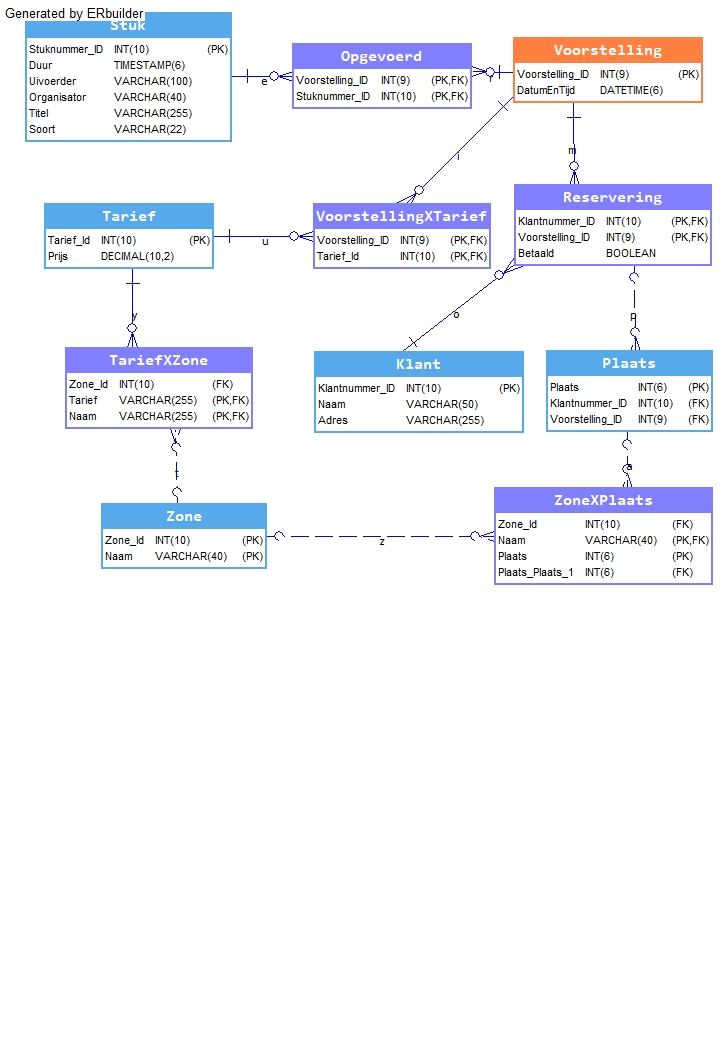 Generated by ERbuilder
Stuk
Stuknummer_ID INT(10) (PK)
Duur TIMESTAMP(6)
Uivoerder VARCHAR(100)
Organisator VARCHAR(40)
Titel VARCHAR(255)
Soort VARCHAR(22)
e
Opgevoerd
Voorstelling_ID INT(9) (PK,FK)
Stuknummer_ID INT(10) (PK,FK)
r
Voorstelling
Voorstelling_ID INT(9) (PK)
DatumEnTijd DATETIME(6)
i
m
Tarief
Tarief_Id INT(10) (PK)
Prijs DECIMAL(10,2)
u
VoorstellingXTarief
Voorstelling_ID INT(9) (PK,FK)
Tarief_Id INT(10) (PK,FK)
Reservering
Klantnummer_ID INT(10) (PK,FK)
Voorstelling_ID INT(9) (PK,FK)
Betaald BOOLEAN
y
o
p
TariefXZone
Zone_Id INT(10) (FK)
Tarief VARCHAR(255) (PK,FK)
Naam VARCHAR(255) (PK,FK)
Klant
Klantnummer_ID INT(10) (PK)
Naam VARCHAR(50)
Adres VARCHAR(255)
Plaats
Plaats INT(6) (PK)
Klantnummer_ID INT(10) (FK)
Voorstelling_ID INT(9) (FK)
t
a
Zone
Zone_Id INT(10) (PK)
Naam VARCHAR(40) (PK)
z
ZoneXPlaats
Zone_Id INT(10) (FK)
Naam VARCHAR(40) (PK,FK)
Plaats INT(6) (PK)
Plaats_Plaats_1 INT(6) (FK)